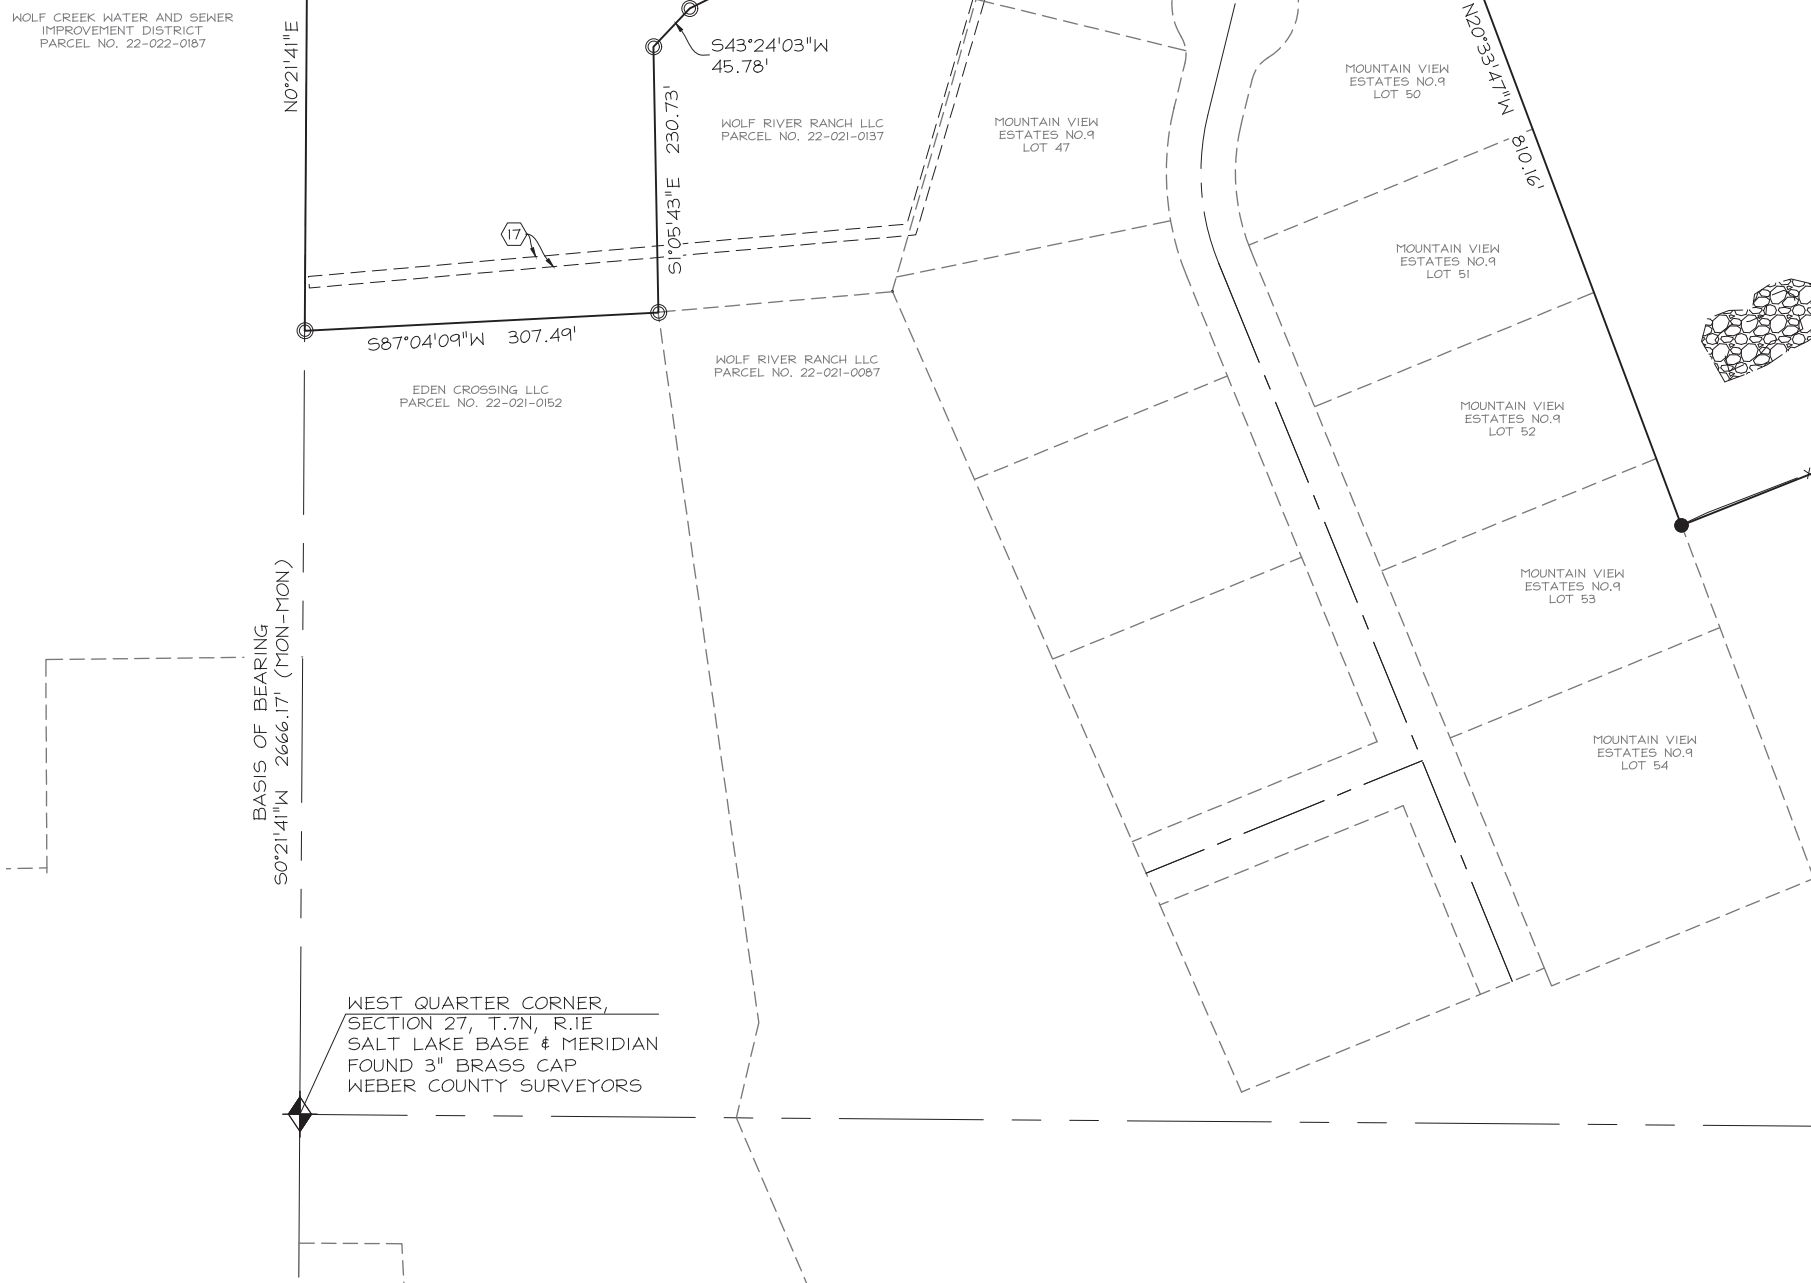 WOLF CREEK WATER AND SEWER
IMPROVEMENT DISTRICT
PARCEL NO. 22-022-0187
N0°21'41"E
S43°24'03"W
45.78'
S1°05'43"E 230.73'
WOLF RIVER RANCH LLC
PARCEL NO. 22-021-0137
MOUNTAIN VIEW
ESTATES NO.9
LOT 47
MOUNTAIN VIEW
ESTATES NO.9
LOT 50
N20°33'47"W 810.16'
17
MOUNTAIN VIEW
ESTATES NO.9
LOT 51
S87°04'09"W 307.49'
WOLF RIVER RANCH LLC
PARCEL NO. 22-021-0087
EDEN CROSSING LLC
PARCEL NO. 22-021-0152
MOUNTAIN VIEW
ESTATES NO.9
LOT 52
MOUNTAIN VIEW
ESTATES NO.9
LOT 53
BASIS OF BEARING
S0°21'41"W 2666.17' (MON-MON)
MOUNTAIN VIEW
ESTATES NO.9
LOT 54
WEST QUARTER CORNER,
SECTION 27, T.7N, R.1E
SALT LAKE BASE & MERIDIAN
FOUND 3" BRASS CAP
WEBER COUNTY SURVEYORS